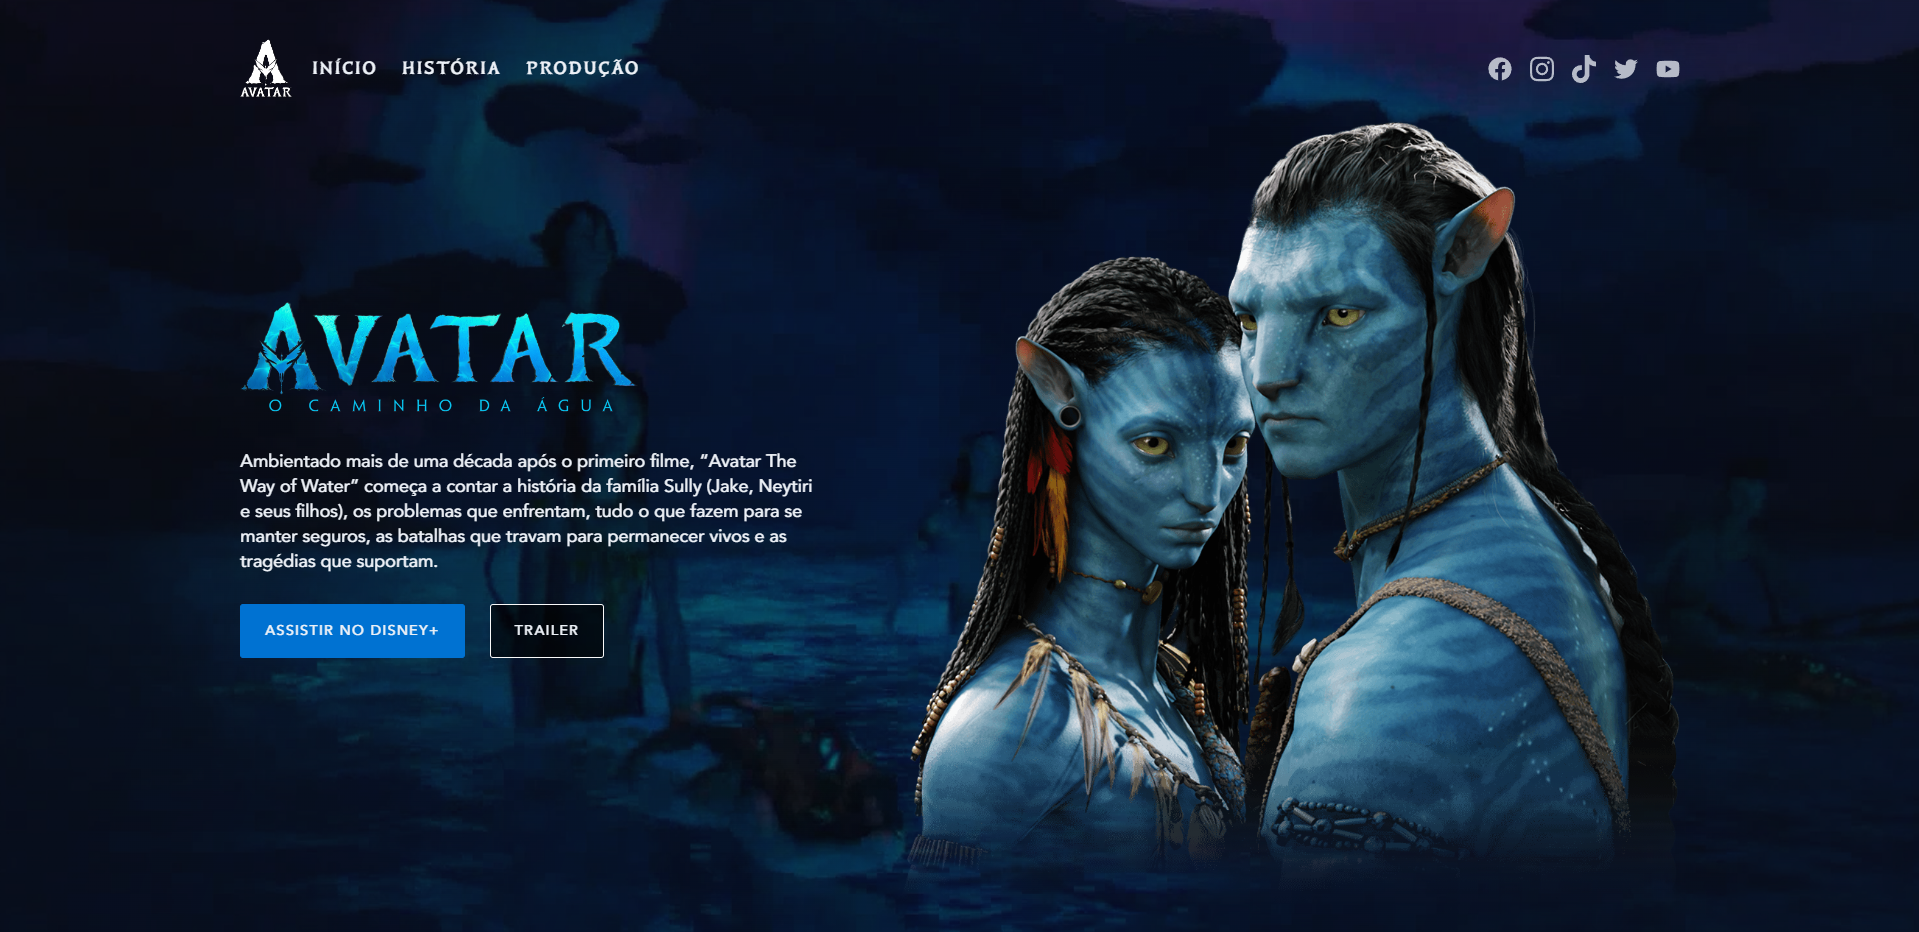 AVATAR
INÍCIO HISTÓRIA PRODUÇÃO
AVATAR
O CAMINHO DA ÁGUA
Ambientado mais de uma década após o primeiro filme, “Avatar The
Way of Water” começa a contar a história da família Sully (Jake, Neytiri
e seus filhos), os problemas que enfrentam, tudo o que fazem para se
manter seguros, as batalhas que travam para permanecer vivos e as
tragédias que suportam.
ASSISTIR NO DISNEY+ TRAILER